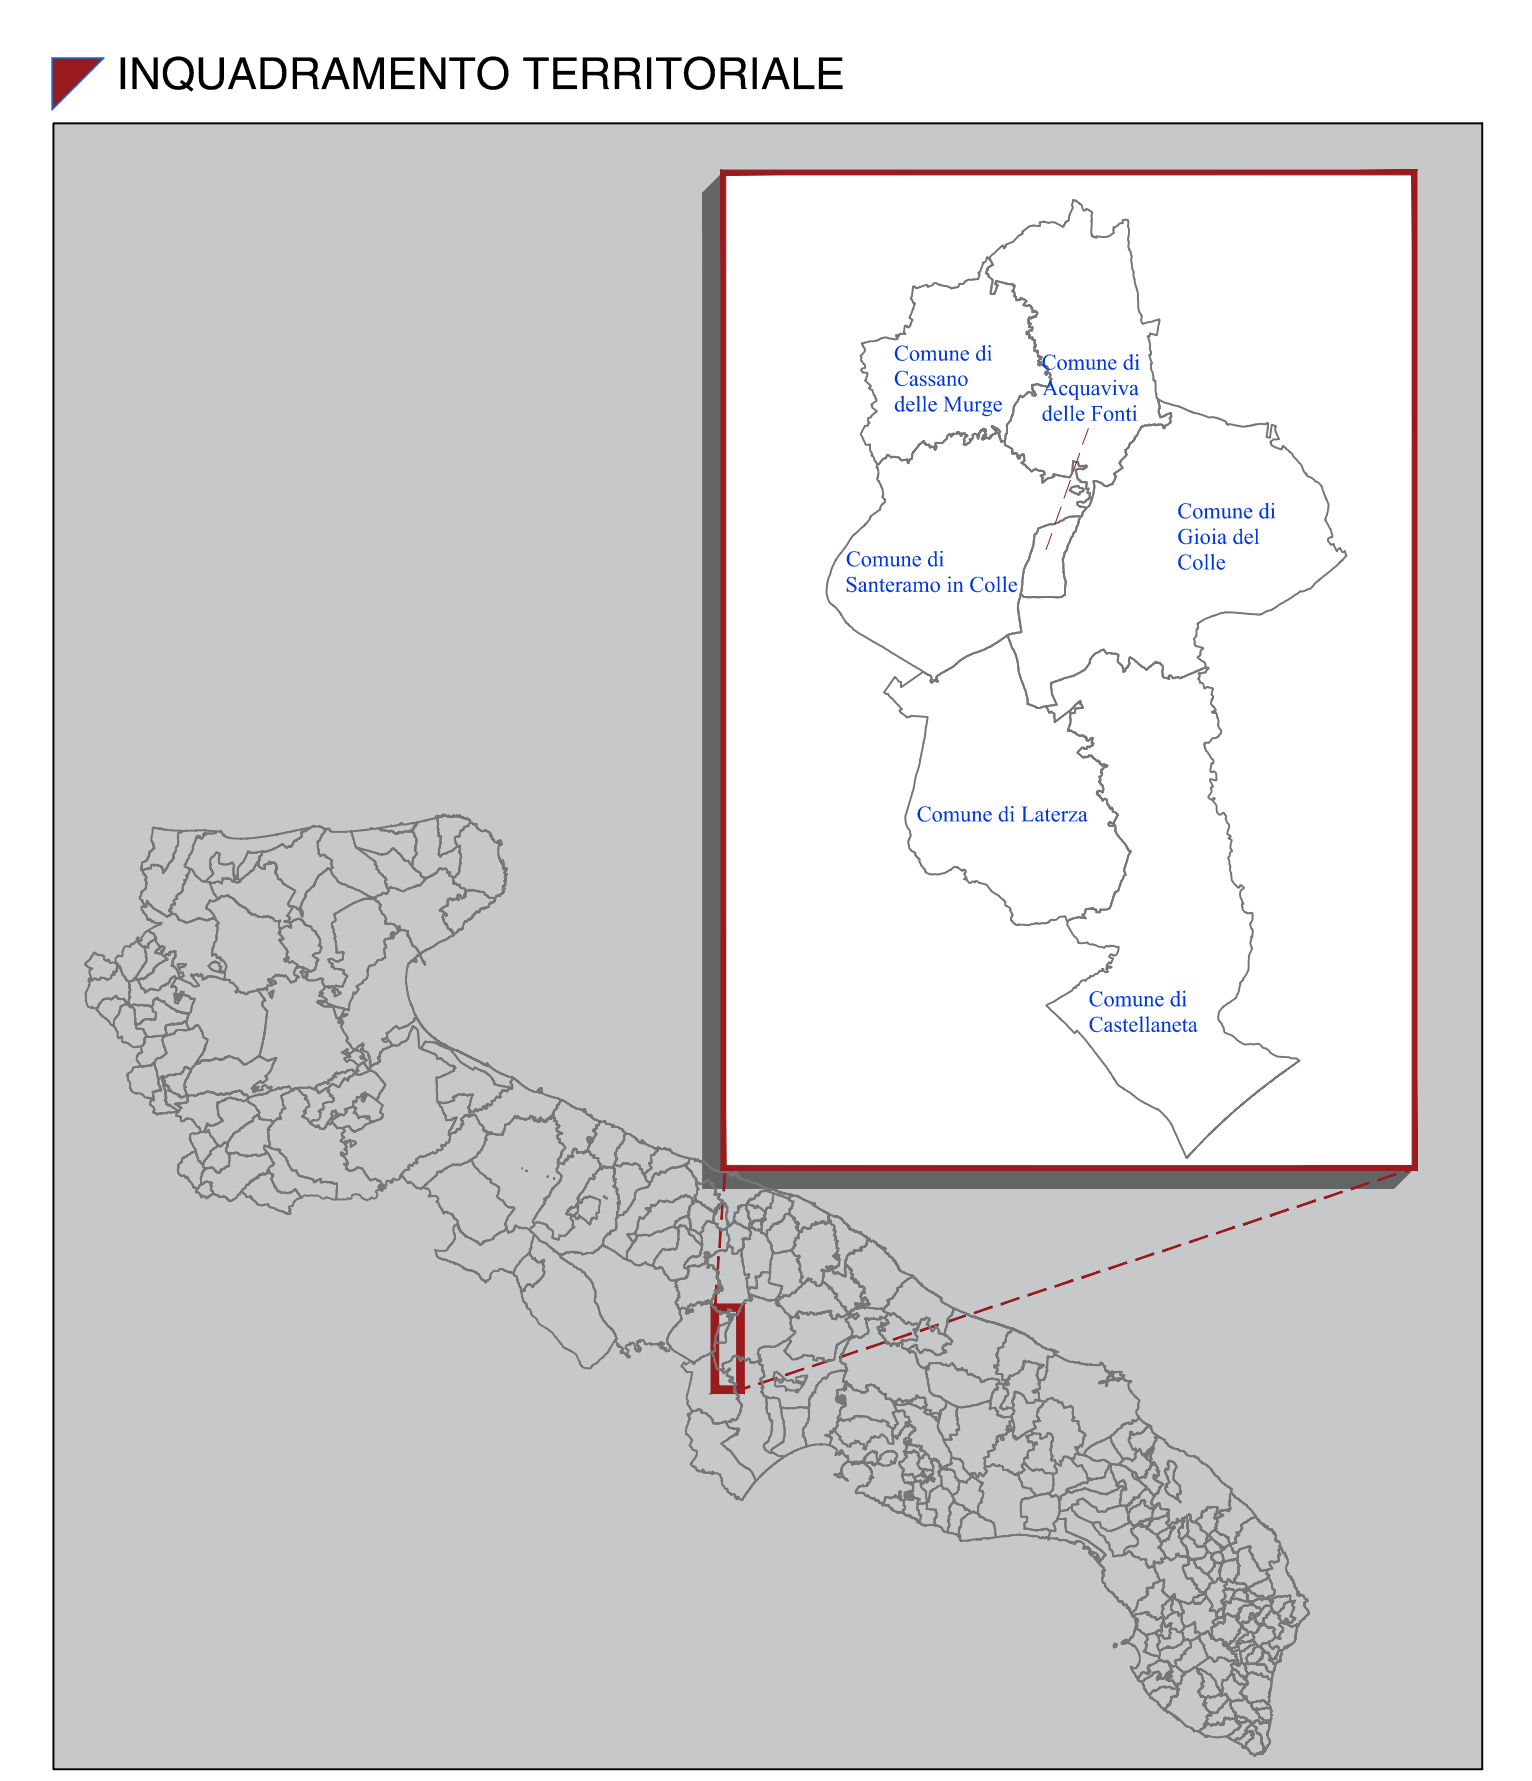 INQUADRAMENTO TERRITORIALE
Comune di
Cassano
delle Murge
Comune di
Acquaviva
delle Fonti
Comune di
Gioia del
Colle
Comune di
Santeramo in Colle
Comune di Laterza
Comune di
Castellaneta